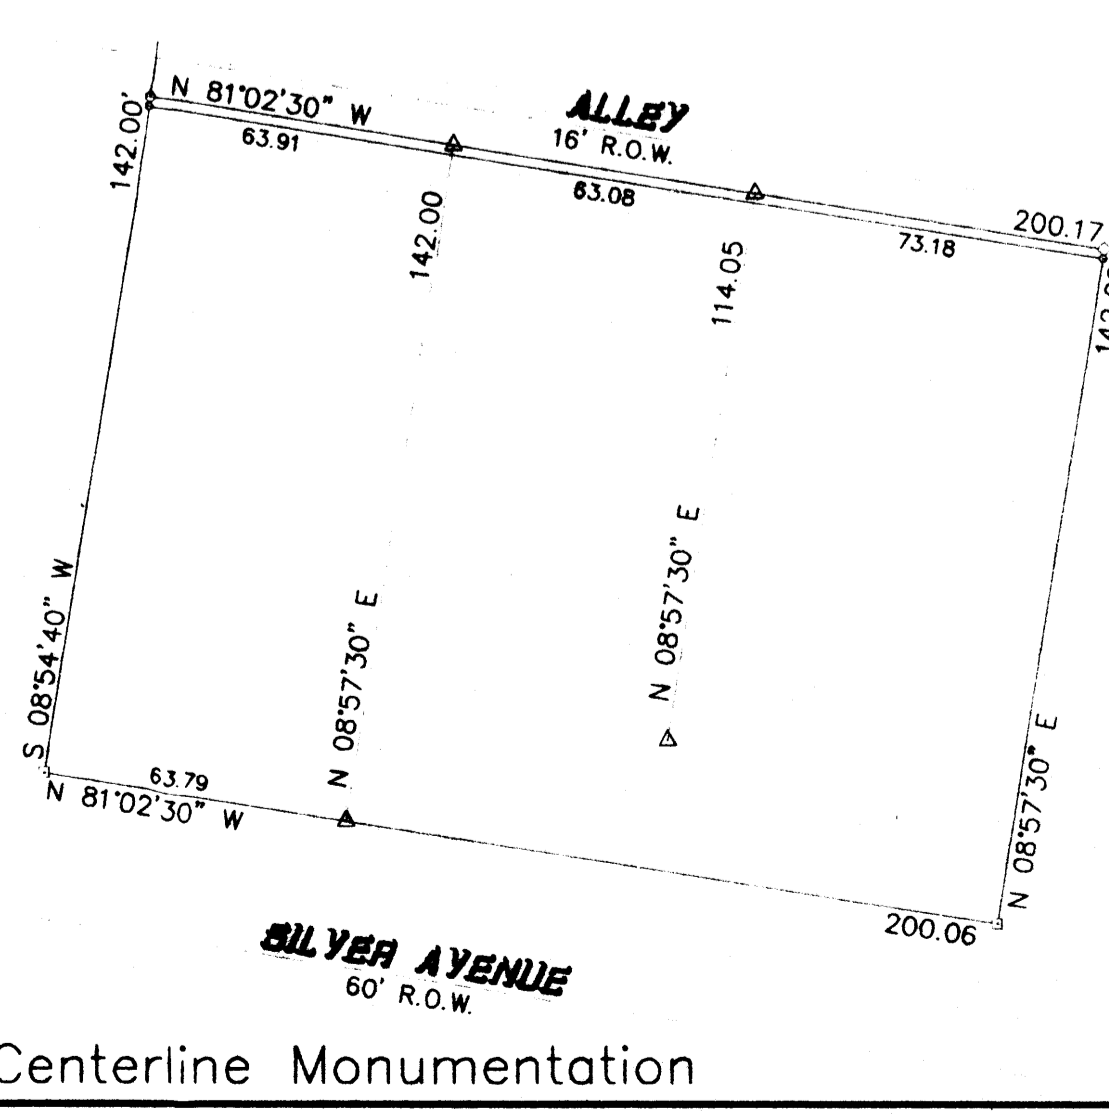 N 81°02'30" W
ALLEY
16' R.O.W.
142.00'
63.91
63.08
200.17
73.18
142.00
114.05
S 08°54'40" W
N 08°57'30" E
N 08°57'30" E
N 08°57'30" E
63.79
N 81°02'30" W
200.06
SILVER AVENUE
60' R.O.W.
Centerline Monumentation